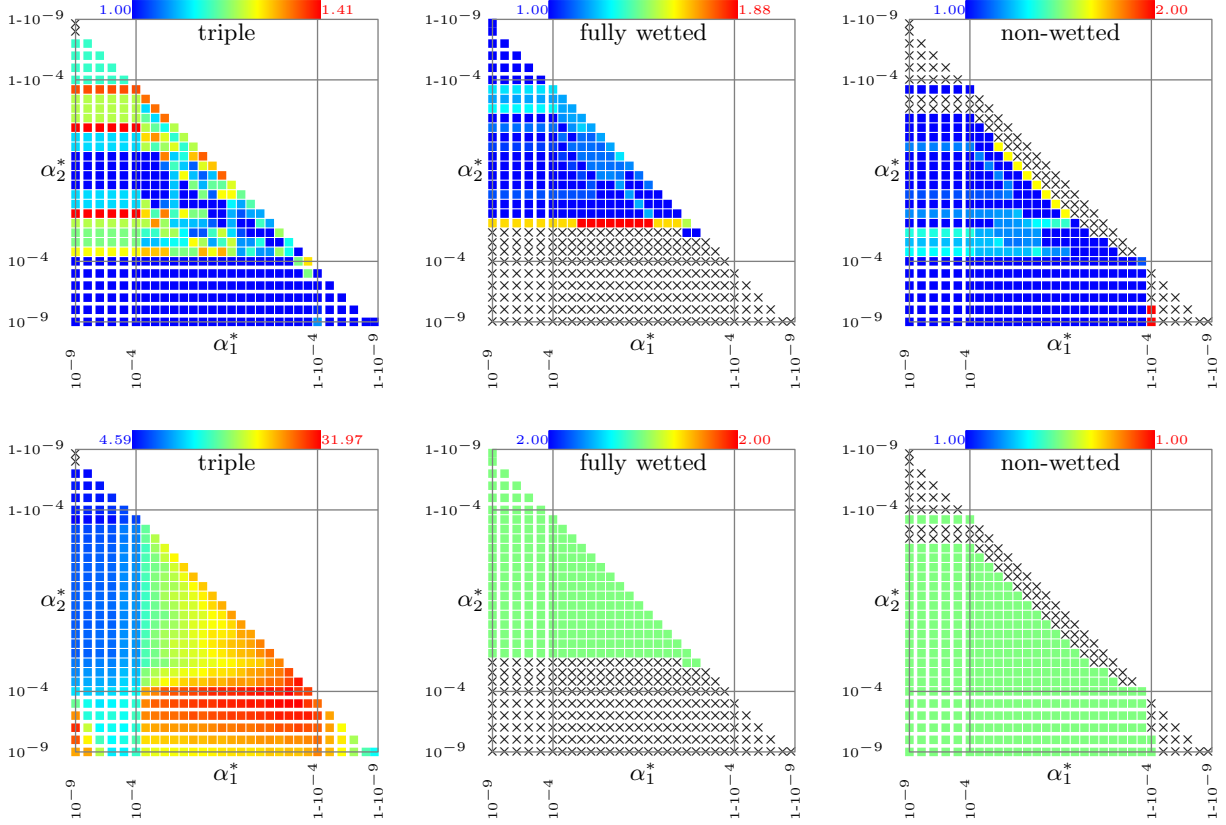 1.00 1.41 1.00 1.88 1.00 2.00
triple fully wetted non-wetted
1-10⁻⁹ 1-10⁻⁹ 1-10⁻⁹
1-10⁻⁴ 1-10⁻⁴ 1-10⁻⁴
α₂* α₂* α₂*
10⁻⁴ 10⁻⁴ 10⁻⁴
10⁻⁹ 10⁻⁹ 10⁻⁹
α₁* α₁* α₁*
10⁻⁹ 10⁻⁴ 1-10⁻⁴ 1-10⁻⁹ 10⁻⁹ 10⁻⁴ 1-10⁻⁴ 1-10⁻⁹ 10⁻⁹ 10⁻⁴ 1-10⁻⁴ 1-10⁻⁹
4.59 31.97 2.00 2.00 1.00 1.00
triple fully wetted non-wetted
1-10⁻⁹ 1-10⁻⁹ 1-10⁻⁹
1-10⁻⁴ 1-10⁻⁴ 1-10⁻⁴
α₂* α₂* α₂*
10⁻⁴ 10⁻⁴ 10⁻⁴
10⁻⁹ 10⁻⁹ 10⁻⁹
α₁* α₁* α₁*
10⁻⁹ 10⁻⁴ 1-10⁻⁴ 1-10⁻⁹ 10⁻⁹ 10⁻⁴ 1-10⁻⁴ 1-10⁻⁹ 10⁻⁹ 10⁻⁴ 1-10⁻⁴ 1-10⁻⁹